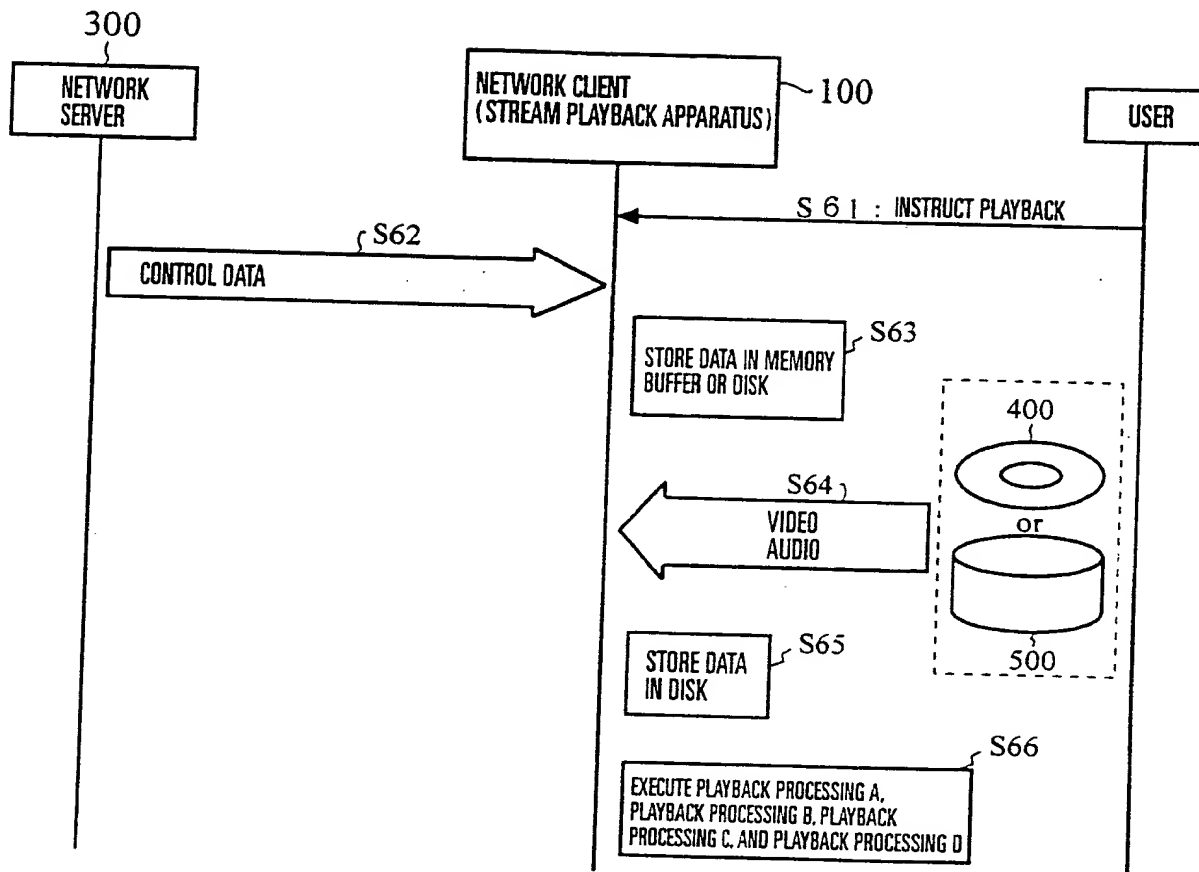 300
NETWORK
SERVER
NETWORK CLIENT
(STREAM PLAYBACK APPARATUS)
100
USER
S61 : INSTRUCT PLAYBACK
S62
CONTROL DATA
S63
STORE DATA IN MEMORY
BUFFER OR DISK
400
or
500
S64
VIDEO
AUDIO
S65
STORE DATA
IN DISK
S66
EXECUTE PLAYBACK PROCESSING A,
PLAYBACK PROCESSING B, PLAYBACK
PROCESSING C, AND PLAYBACK PROCESSING D